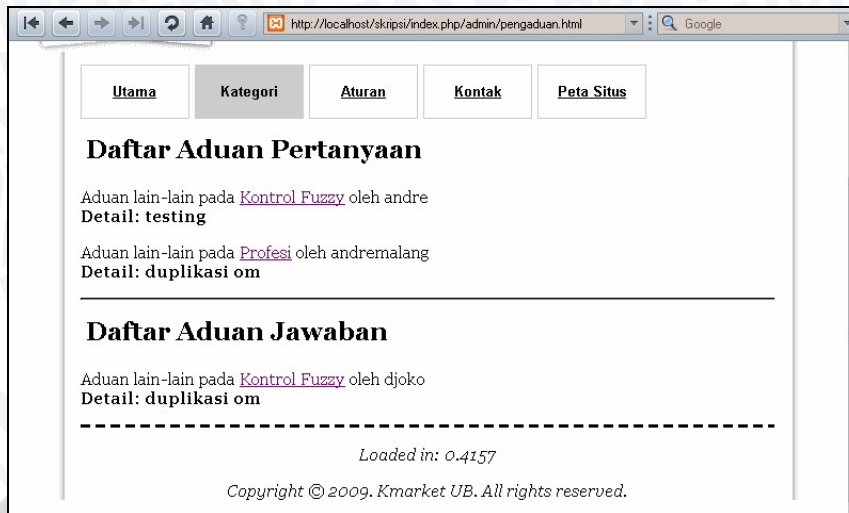 http://localhost/skripsi/index.php/admin/pengaduan.html Google
Utama Kategori Aturan Kontak Peta Situs
Daftar Aduan Pertanyaan
Aduan lain-lain pada Kontrol Fuzzy oleh andre
Detail: testing
Aduan lain-lain pada Profesi oleh andremalang
Detail: duplikasi om
Daftar Aduan Jawaban
Aduan lain-lain pada Kontrol Fuzzy oleh djoko
Detail: duplikasi om
Loaded in: 0.4157
Copyright © 2009. Kmarket UB. All rights reserved.